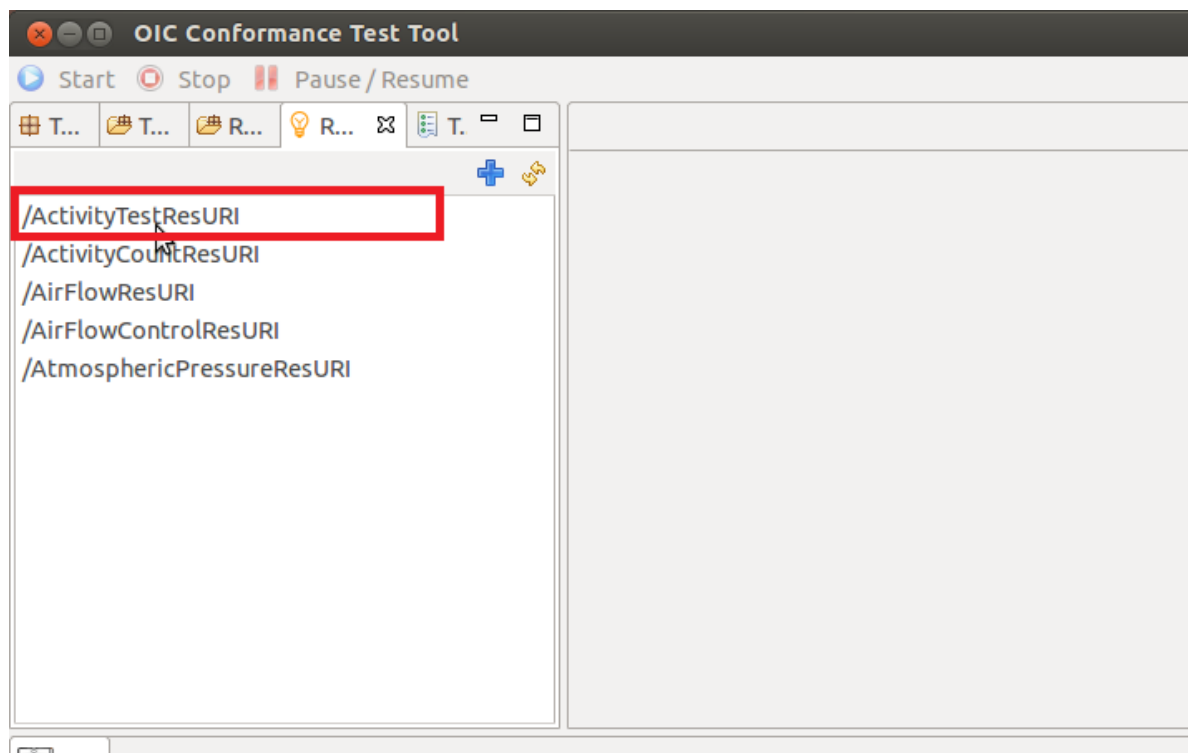 OIC Conformance Test Tool
Start Stop Pause / Resume
T... T... R... R... T.
/ActivityTestResURI
/ActivityCountResURI
/AirFlowResURI
/AirFlowControlResURI
/AtmosphericPressureResURI